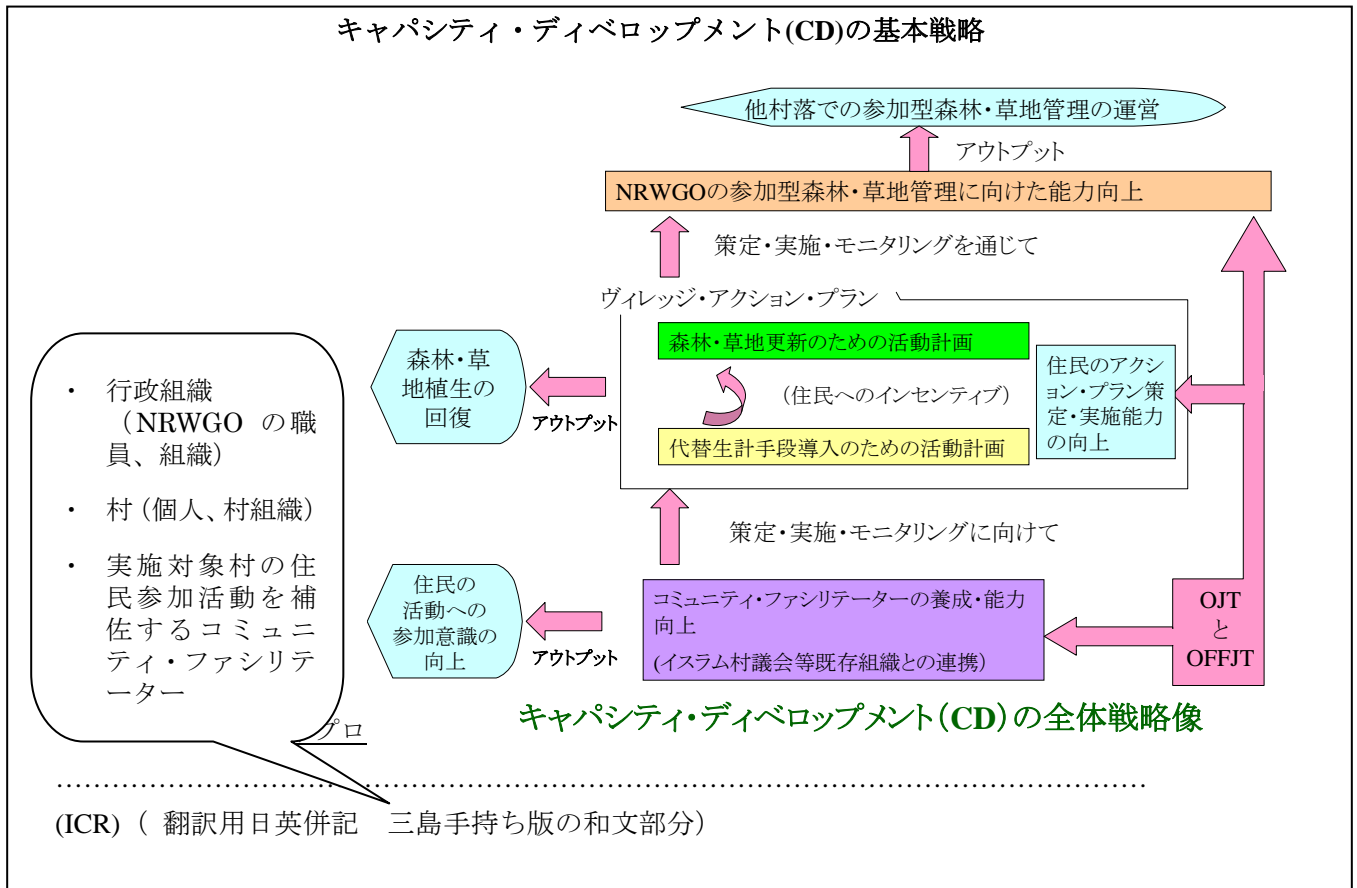 キャパシティ・ディベロップメント(CD)の基本戦略
他村落での参加型森林・草地管理の運営
アウトプット
NRWGOの参加型森林・草地管理に向けた能力向上
策定・実施・モニタリングを通じて
ヴィレッジ・アクション・プラン
森林・草地更新のための活動計画
(住民へのインセンティブ)
代替生計手段導入のための活動計画
住民のアクシ
ョン・プラン策
定・実施能力
の向上
森林・草
地植生の
回復
アウトプット
・ 行政組織
(NRWGO の職
員、組織)
・ 村(個人、村組織)
・ 実施対象村の住
民参加活動を補
佐するコミュニ
ティ・ファシリテ
ーター
策定・実施・モニタリングに向けて
住民の
活動への
参加意識の
向上
アウトプット
コミュニティ・ファシリテーターの養成・能力
向上
(イスラム村議会等既存組織との連携)
OJT
と
OFFJT
キャパシティ・ディベロップメント(CD)の全体戦略像
プロ
(ICR) ( 翻訳用日英併記 三島手持ち版の和文部分)